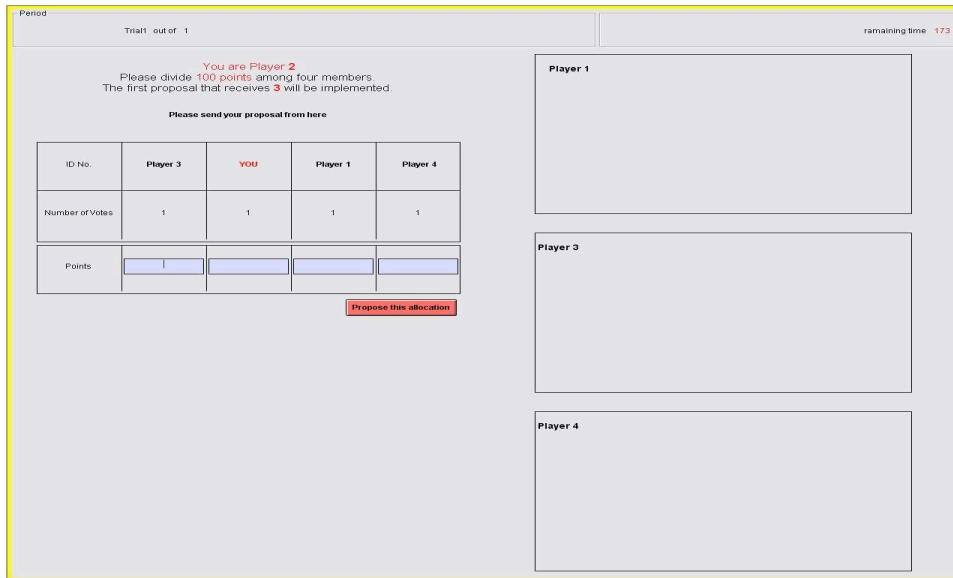 Period
Trial1 out of 1
ramaining time 173
You are Player 2
Please divide 100 points among four members.
The first proposal that receives 3 will be implemented.
Please send your proposal from here
ID No. Player 3 YOU Player 1 Player 4
Number of Votes 1 1 1 1
Points
Propose this allocation
Player 1
Player 3
Player 4